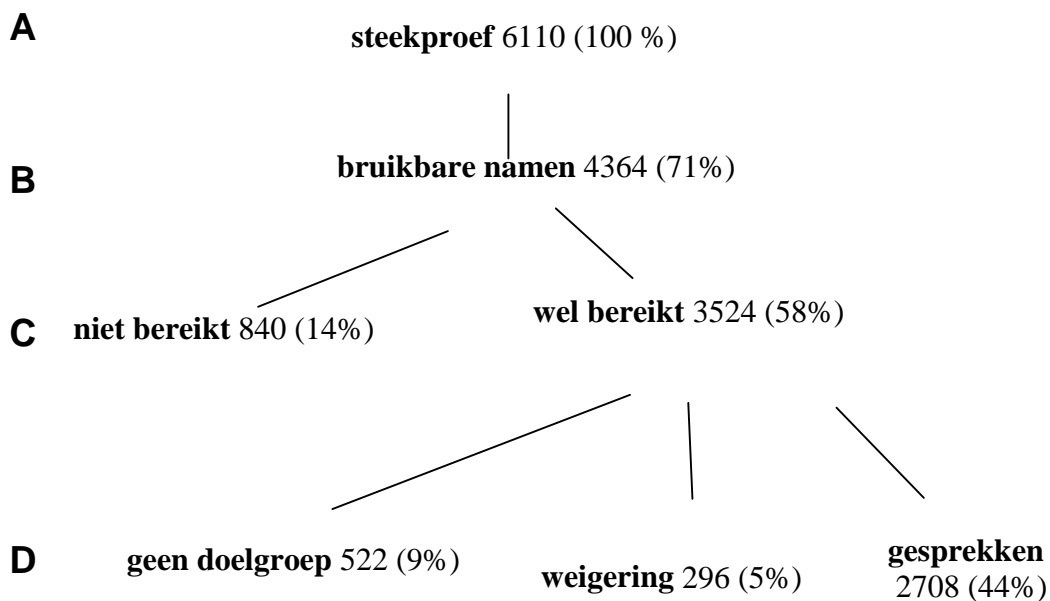 A
steekproef 6110 (100 %)
B
bruikbare namen 4364 (71%)
C
niet bereikt 840 (14%)
wel bereikt 3524 (58%)
D
geen doelgroep 522 (9%)
weigering 296 (5%)
gesprekken
2708 (44%)